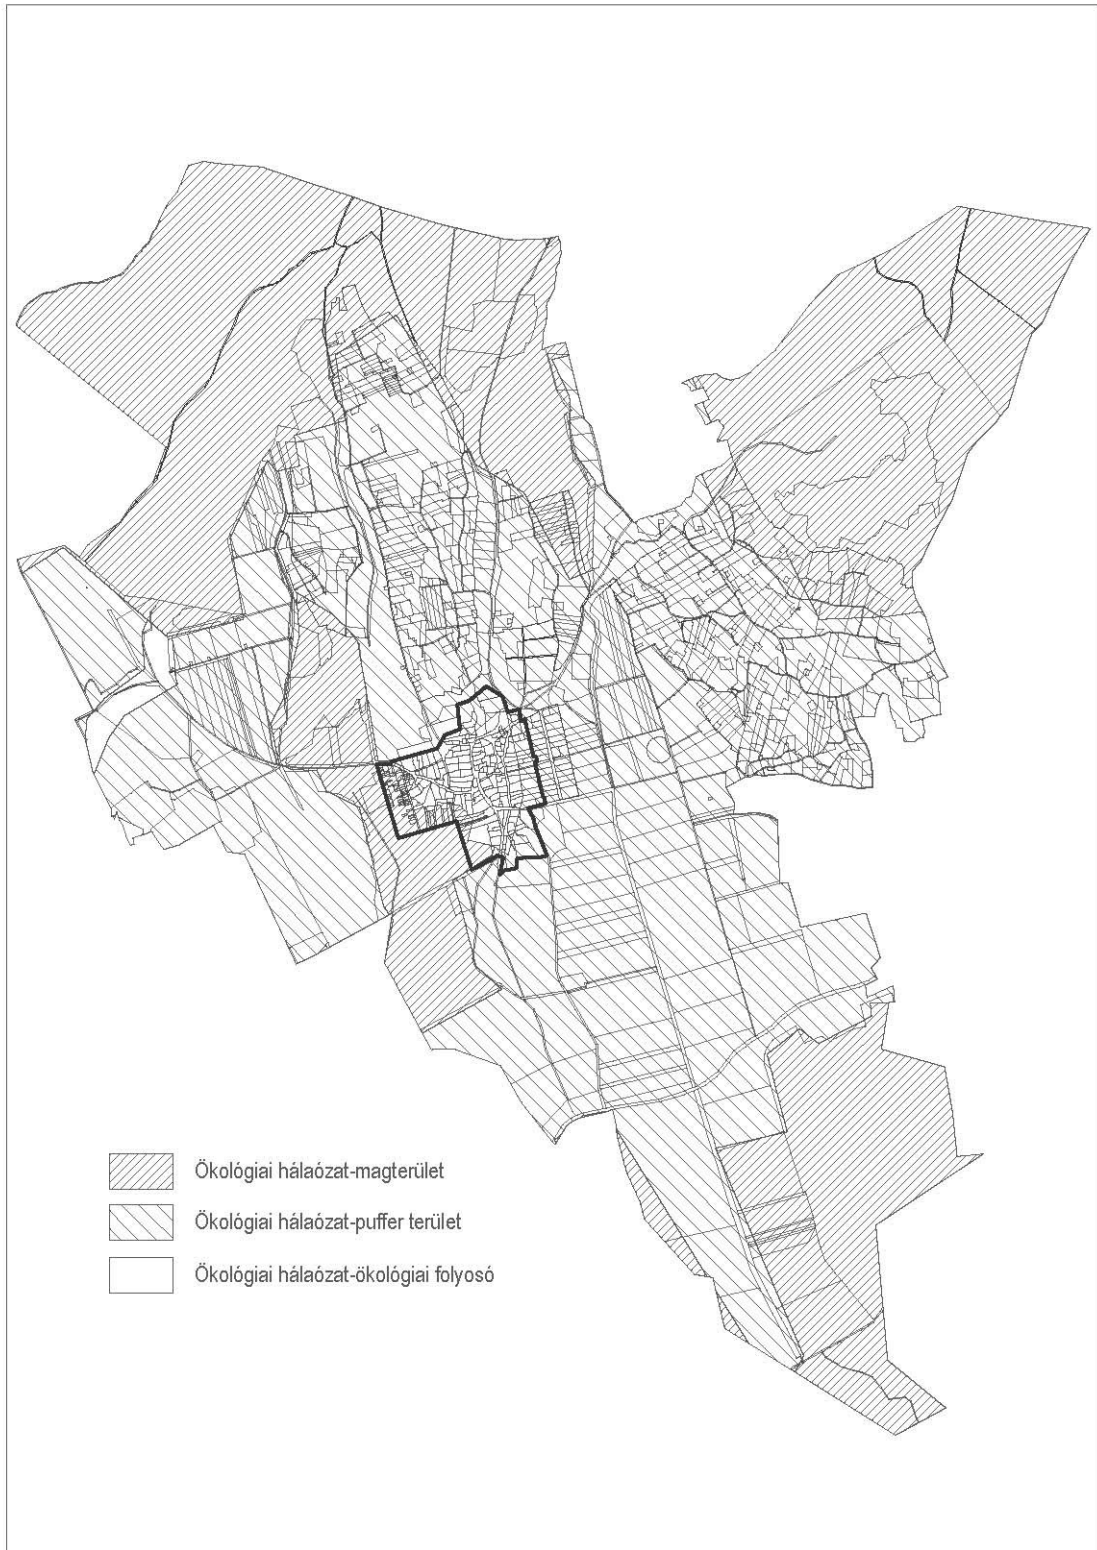 Ökológiai hálaózat-magterület
Ökológiai hálaózat-puffer terület
Ökológiai hálaózat-ökológiai folyosó